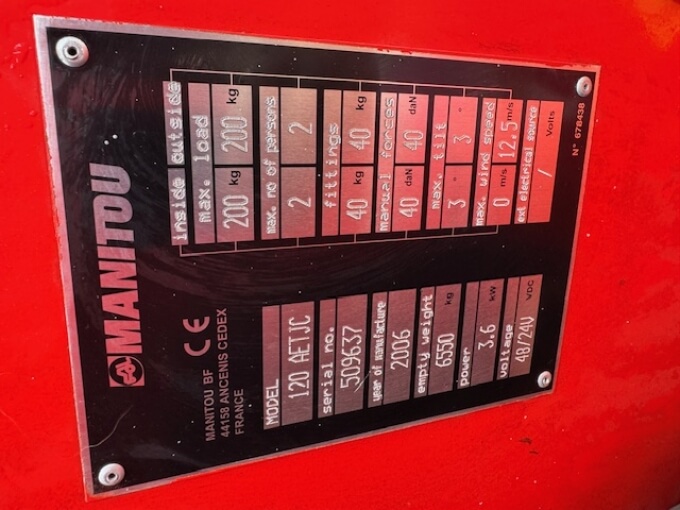 MANITOU
MANITOU BF
44158 ANCENIS CEDEX
FRANCE
CE
MODEL
120 AETJC
serial no.
509637
year of manufacture
2006
empty weight
6550 kg
power
3.6 kW
voltage
48/24V VDC
inside outside
max. load
200 kg 200 kg
max. no of persons
2 2
fittings
40 kg 40 kg
manual forces
40 daN 40 daN
max. tilt
3 ° 3 °
max. wind speed
0 m/s 12.5 m/s
ext electrical source
/ Volts
N° 678438